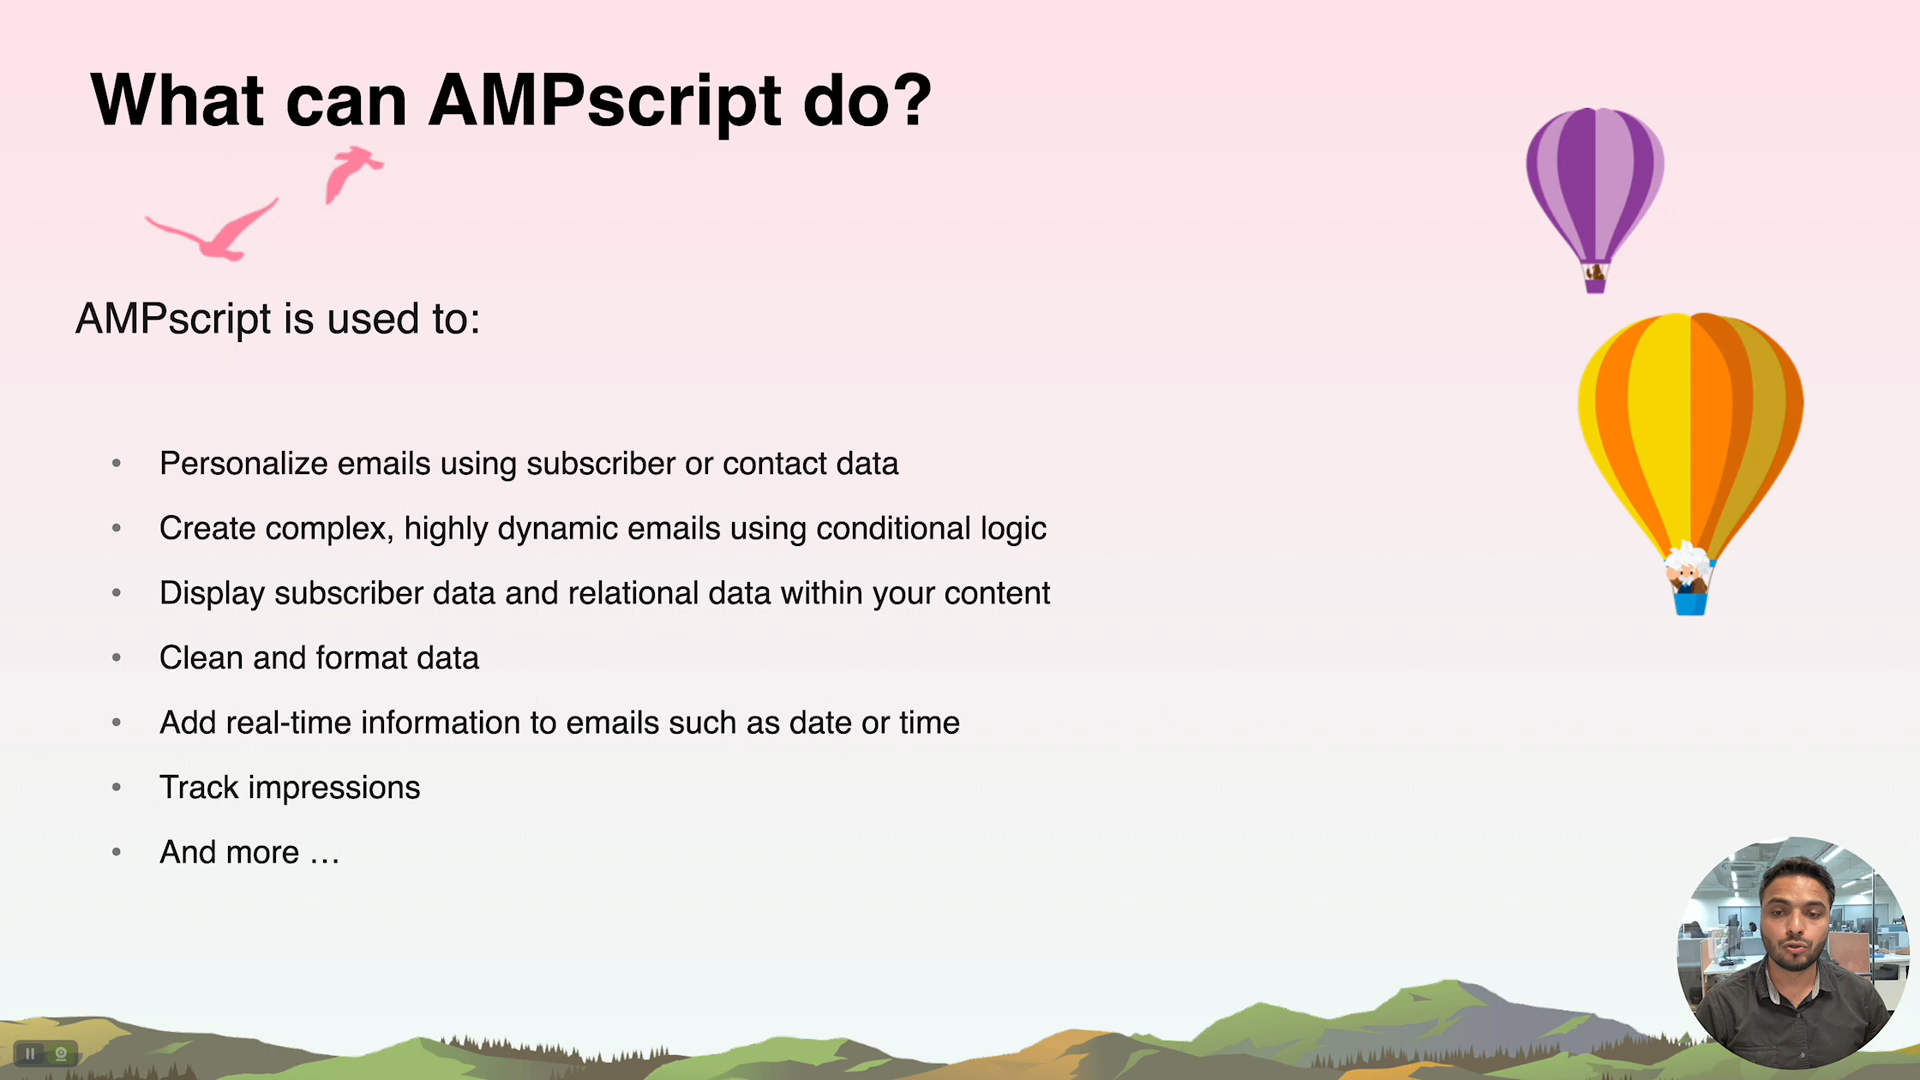 What can AMPscript do?
AMPscript is used to:
• Personalize emails using subscriber or contact data
• Create complex, highly dynamic emails using conditional logic
• Display subscriber data and relational data within your content
• Clean and format data
• Add real-time information to emails such as date or time
• Track impressions
• And more …